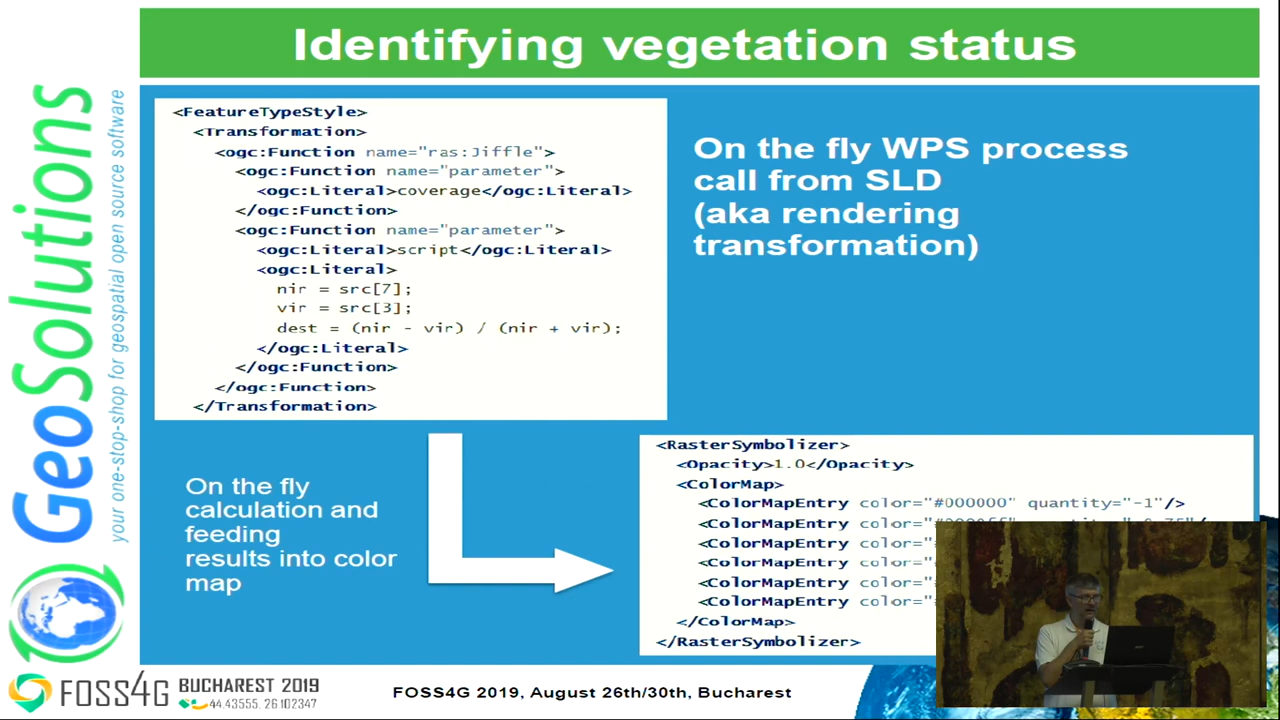 Identifying vegetation status
GeoSolutions
your one-stop-shop for geospatial open source software
<FeatureTypeStyle>
<Transformation>
<ogc:Function name="ras:Jiffle">
<ogc:Function name="parameter">
<ogc:Literal>coverage</ogc:Literal>
</ogc:Function>
<ogc:Function name="parameter">
<ogc:Literal>script</ogc:Literal>
<ogc:Literal>
nir = src[7];
vir = src[3];
dest = (nir - vir) / (nir + vir);
</ogc:Literal>
</ogc:Function>
</ogc:Function>
</Transformation>
On the fly WPS process
call from SLD
(aka rendering
transformation)
On the fly
calculation and
feeding
results into color
map
<RasterSymbolizer>
<Opacity>1.0</Opacity>
<ColorMap>
<ColorMapEntry color="#000000" quantity="-1"/>
<ColorMapEntry
<ColorMapEntry color="
<ColorMapEntry color="
<ColorMapEntry color="
<ColorMapEntry color="
</ColorMap>
</RasterSymbolizer>
FOSS4G BUCHAREST 2019
44.43555, 26.102347
FOSS4G 2019, August 26th/30th, Bucharest